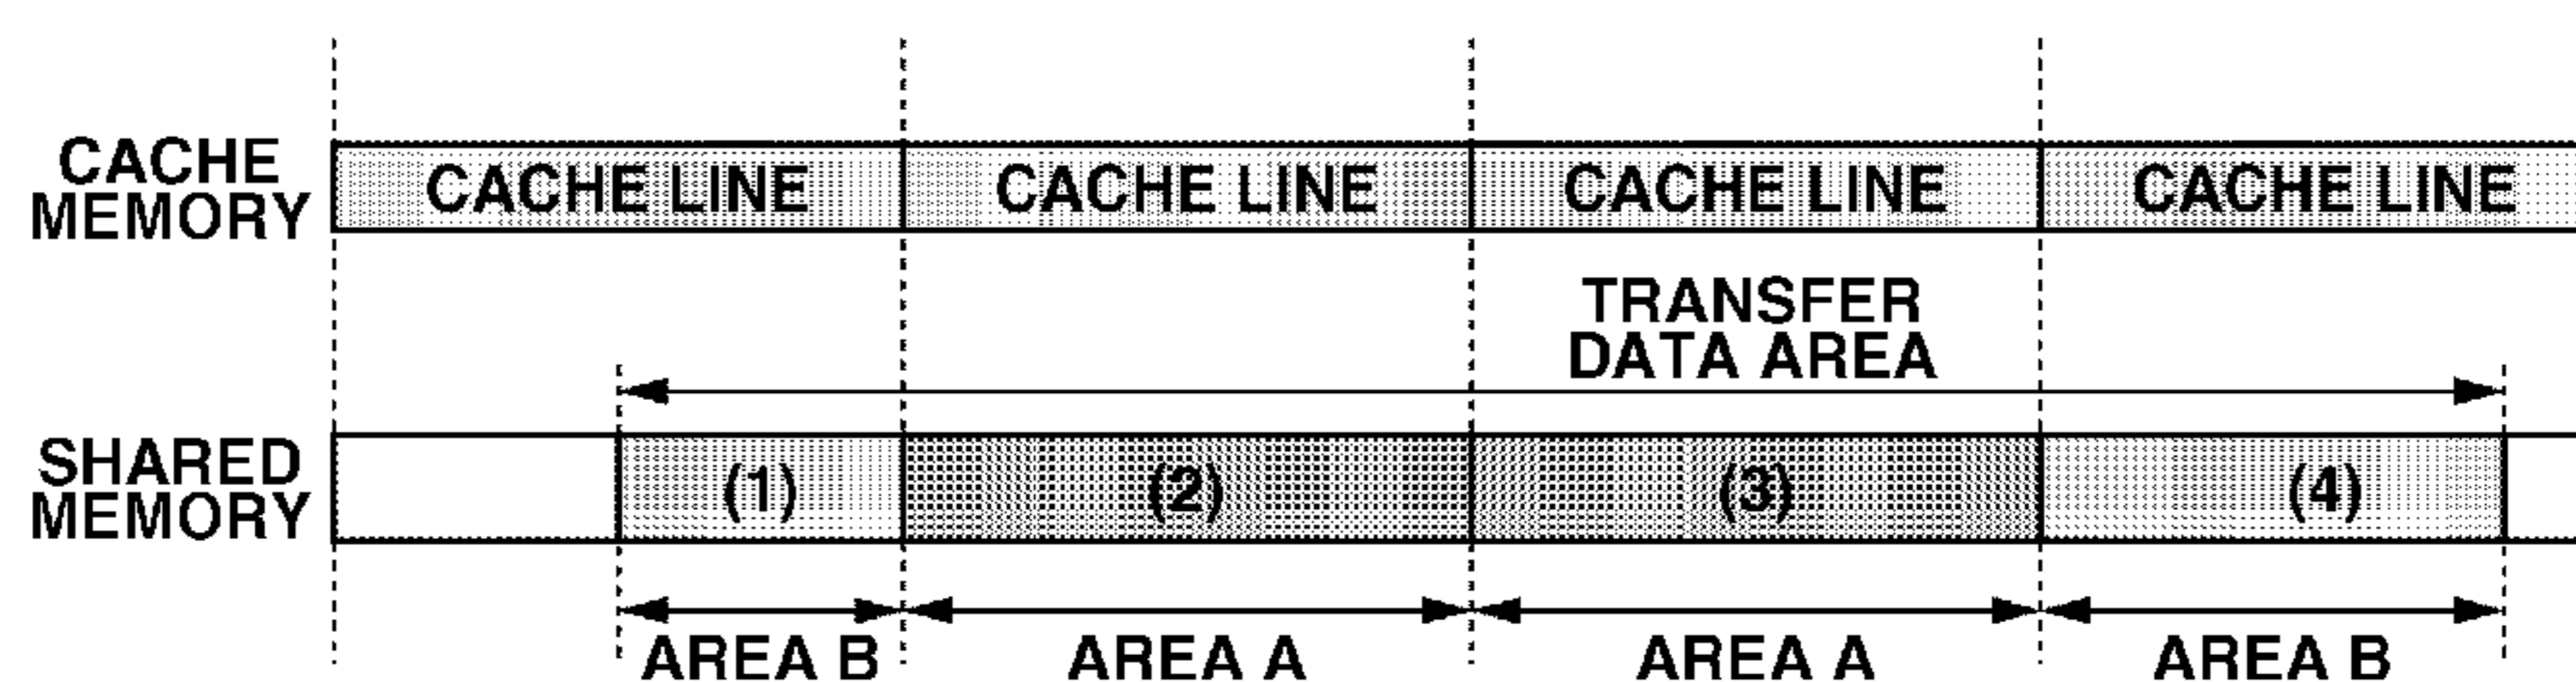 CACHE
MEMORY
CACHE LINE
CACHE LINE
CACHE LINE
CACHE LINE
TRANSFER
DATA AREA
SHARED
MEMORY
(1)
(2)
(3)
(4)
AREA B
AREA A
AREA A
AREA B